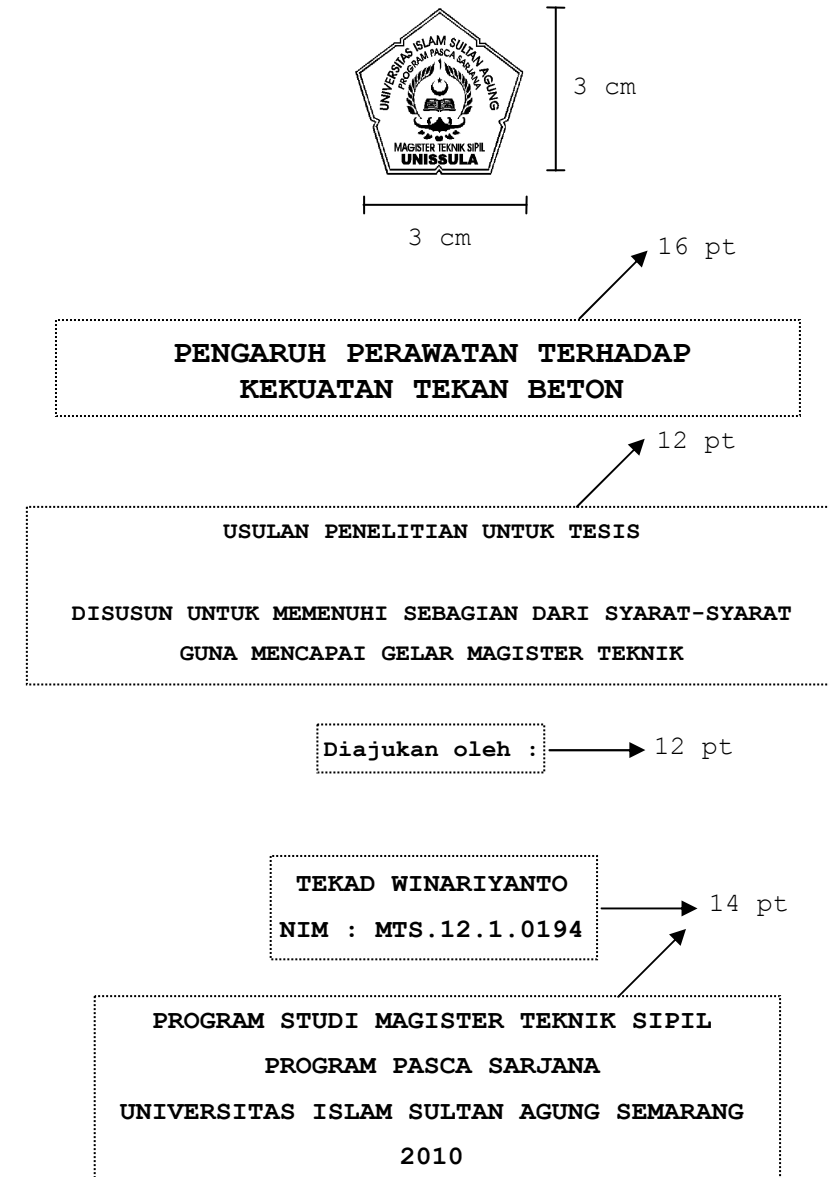 UNIVERSITAS ISLAM SULTAN AGUNG
PROGRAM PASCA SARJANA
MAGISTER TEKNIK SIPIL
UNISSULA
3 cm
3 cm
16 pt
PENGARUH PERAWATAN TERHADAP
KEKUATAN TEKAN BETON
12 pt
USULAN PENELITIAN UNTUK TESIS
DISUSUN UNTUK MEMENUHI SEBAGIAN DARI SYARAT-SYARAT
GUNA MENCAPAI GELAR MAGISTER TEKNIK
Diajukan oleh : 12 pt
TEKAD WINARIYANTO
14 pt
NIM : MTS.12.1.0194
PROGRAM STUDI MAGISTER TEKNIK SIPIL
PROGRAM PASCA SARJANA
UNIVERSITAS ISLAM SULTAN AGUNG SEMARANG
2010